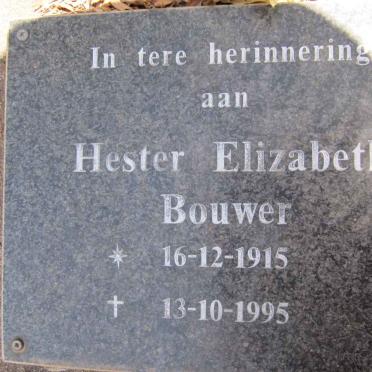 In tere herinnering
aan
Hester Elizabeth
Bouwer
* 16-12-1915
† 13-10-1995